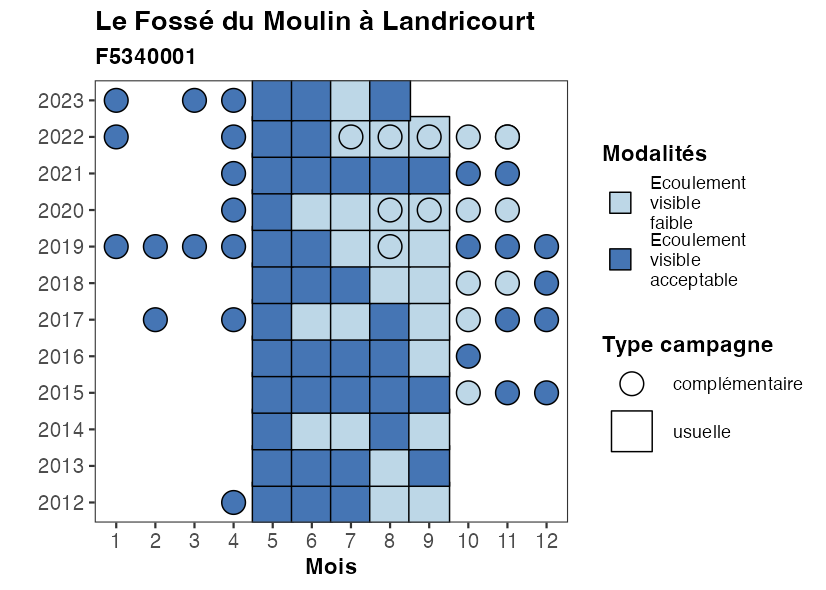 Le Fossé du Moulin à Landricourt
F5340001
2023
2022
2021
2020
2019
2018
2017
2016
2015
2014
2013
2012
1 2 3 4 5 6 7 8 9 10 11 12
Mois
Modalités
Ecoulement
visible
faible
Ecoulement
visible
acceptable
Type campagne
complémentaire
usuelle